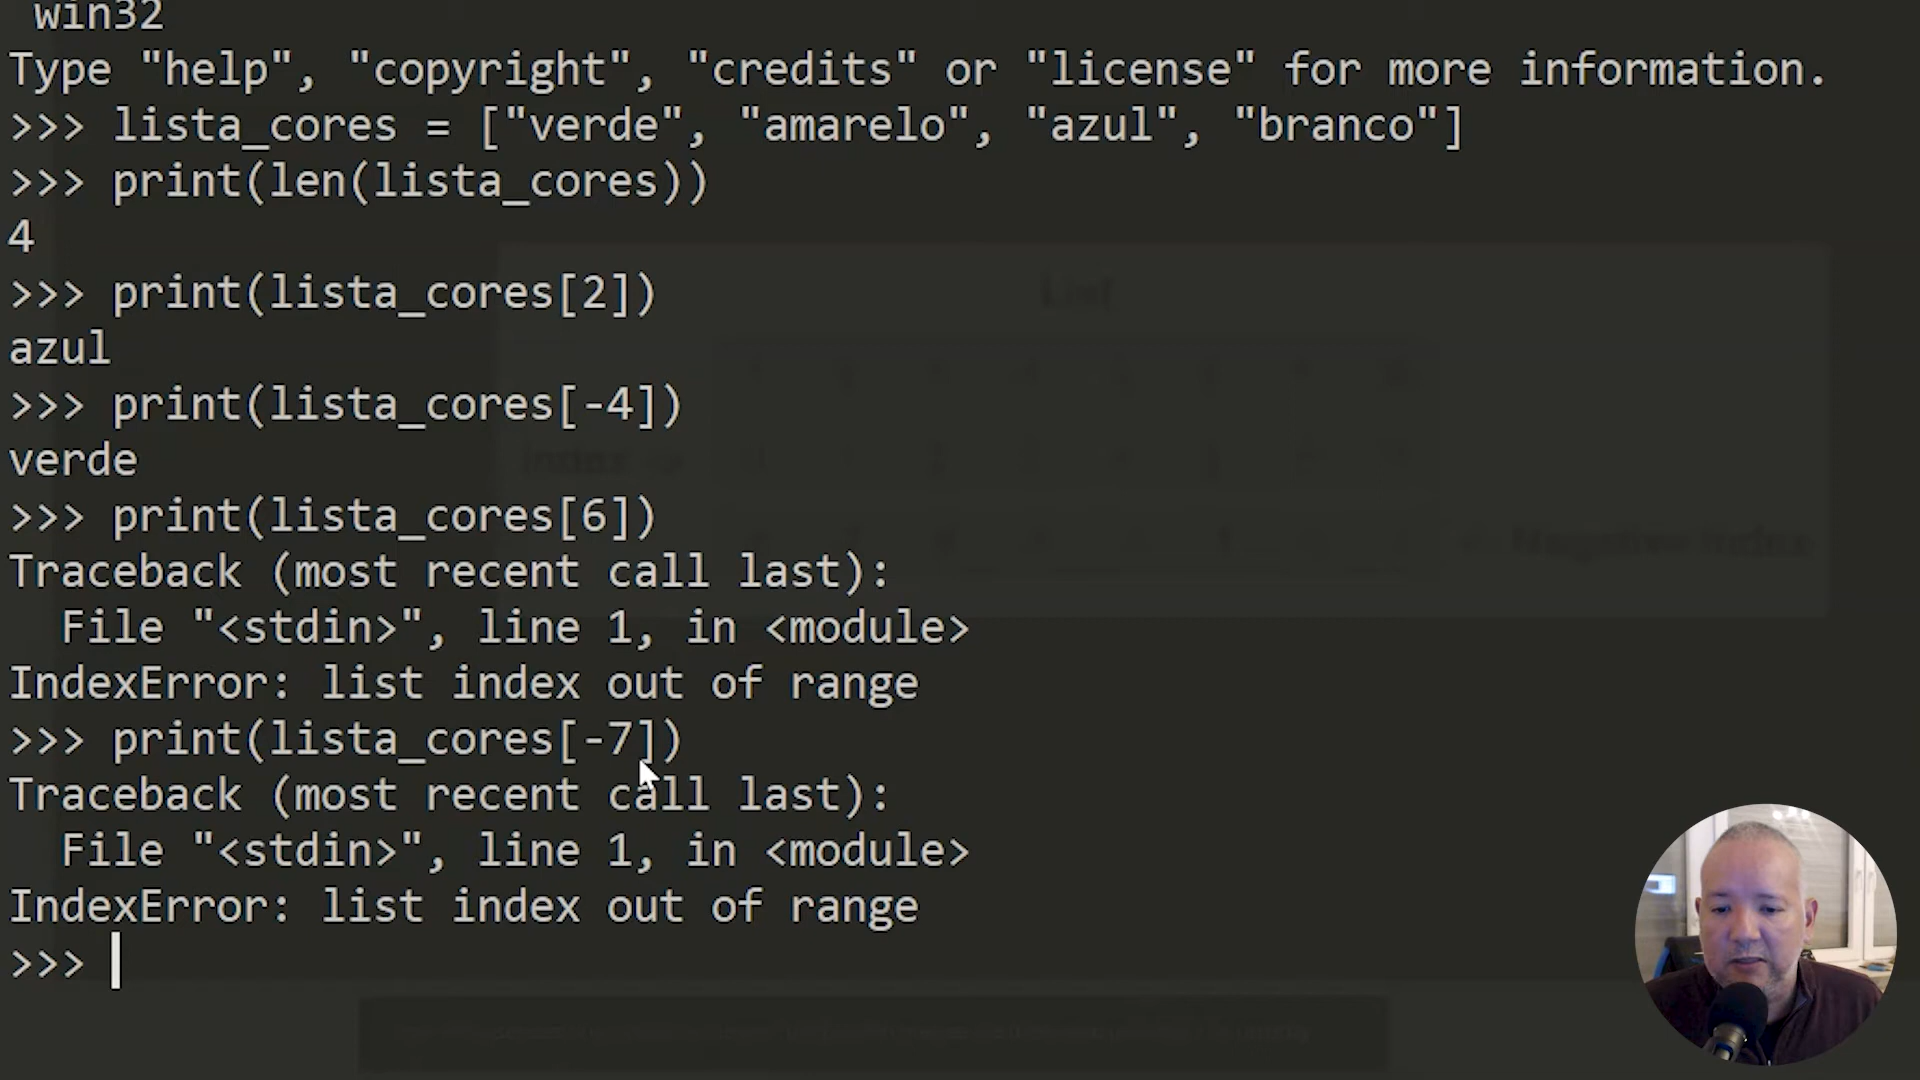 win32
Type "help", "copyright", "credits" or "license" for more information.
>>> lista_cores = ["verde", "amarelo", "azul", "branco"]
>>> print(len(lista_cores))
4
>>> print(lista_cores[2])
azul
>>> print(lista_cores[-4])
verde
>>> print(lista_cores[6])
Traceback (most recent call last):
  File "<stdin>", line 1, in <module>
IndexError: list index out of range
>>> print(lista_cores[-7])
Traceback (most recent call last):
  File "<stdin>", line 1, in <module>
IndexError: list index out of range
>>>